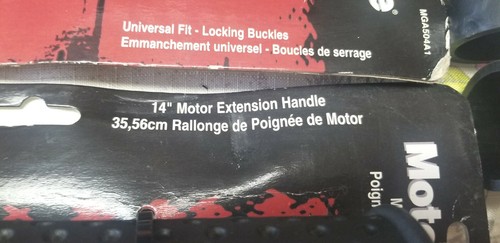 Universal Fit - Locking Buckles
Emmanchement universel - Boucles de serrage
MGA504A1
14" Motor Extension Handle
35,56cm Rallonge de Poignée de Motor